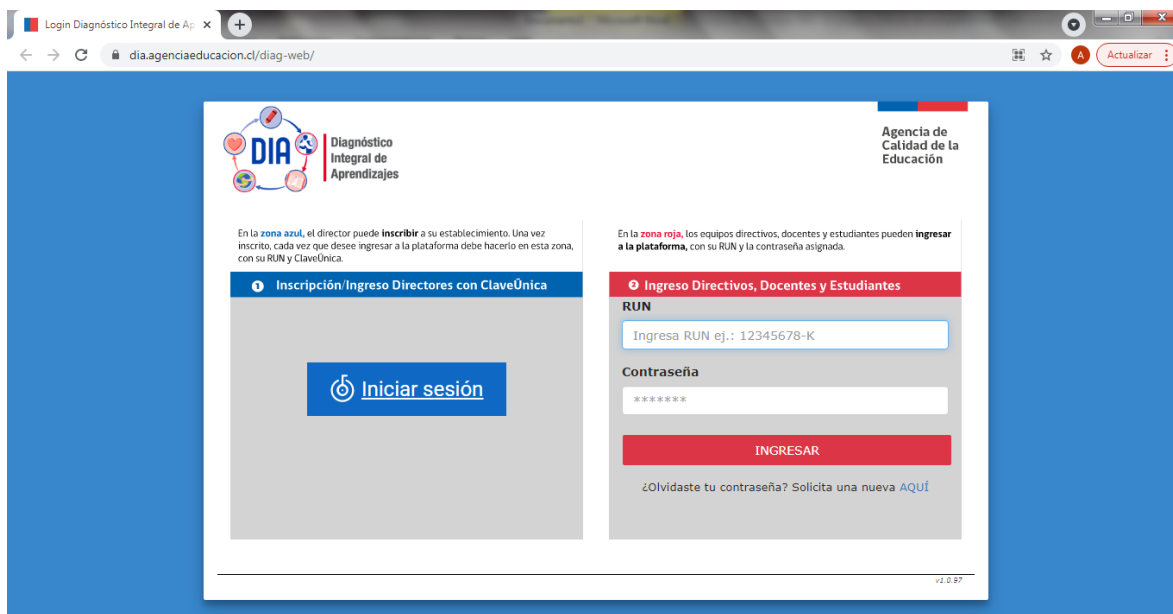 Login Diagnóstico Integral de Ap
dia.agenciaeducacion.cl/diag-web/
A
Actualizar
DIA
Diagnóstico
Integral de
Aprendizajes
Agencia de
Calidad de la
Educación
En la zona azul, el director puede inscribir a su establecimiento. Una vez
inscrito, cada vez que desee ingresar a la plataforma debe hacerlo en esta zona,
con su RUN y ClaveÚnica.
1 Inscripción/Ingreso Directores con ClaveÚnica
Iniciar sesión
En la zona roja, los equipos directivos, docentes y estudiantes pueden ingresar
a la plataforma, con su RUN y la contraseña asignada.
2 Ingreso Directivos, Docentes y Estudiantes
RUN
Ingresa RUN ej.: 12345678-K
Contraseña
*******
INGRESAR
¿Olvidaste tu contraseña? Solicita una nueva AQUÍ
v1.0.97